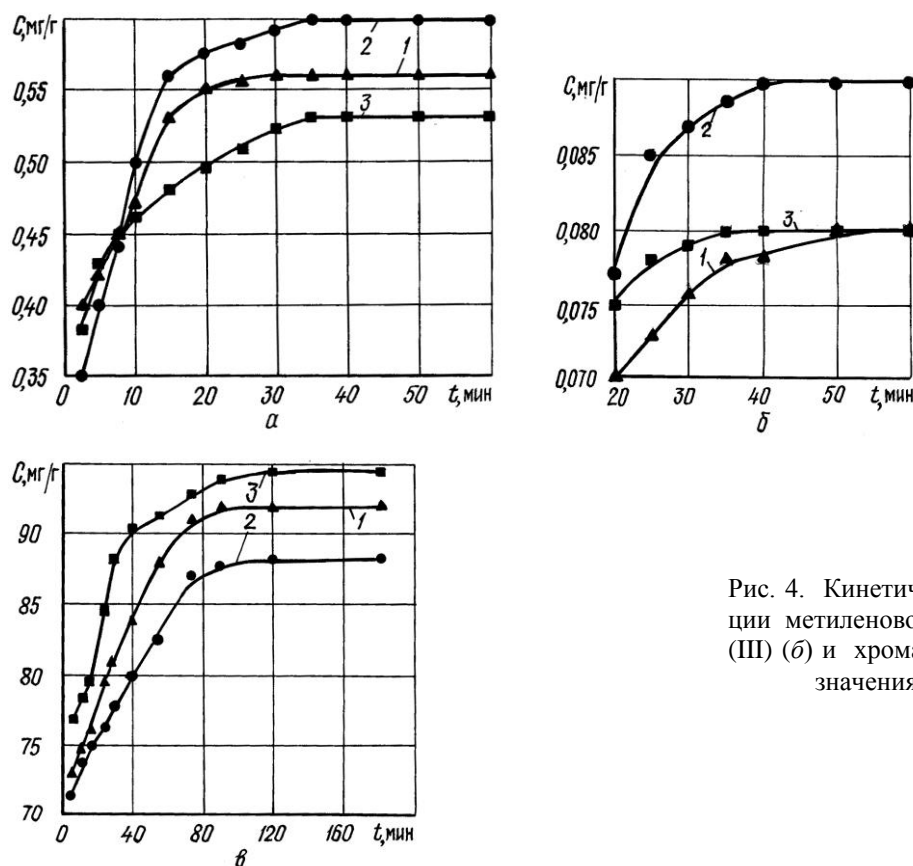 C,мг/г
0,55
0,50
0,45
0,40
0,35
2
1
3
0 10 20 30 40 50 t,мин
а
C,мг/г
0,085
0,080
0,075
0,070
2
3
1
20 30 40 50 t,мин
б
C,мг/г
90
85
80
75
70
3
2
1
0 40 80 120 160 t,мин
в
Рис. 4. Кинетич
ции метиленово
(III) (б) и хрома
значения